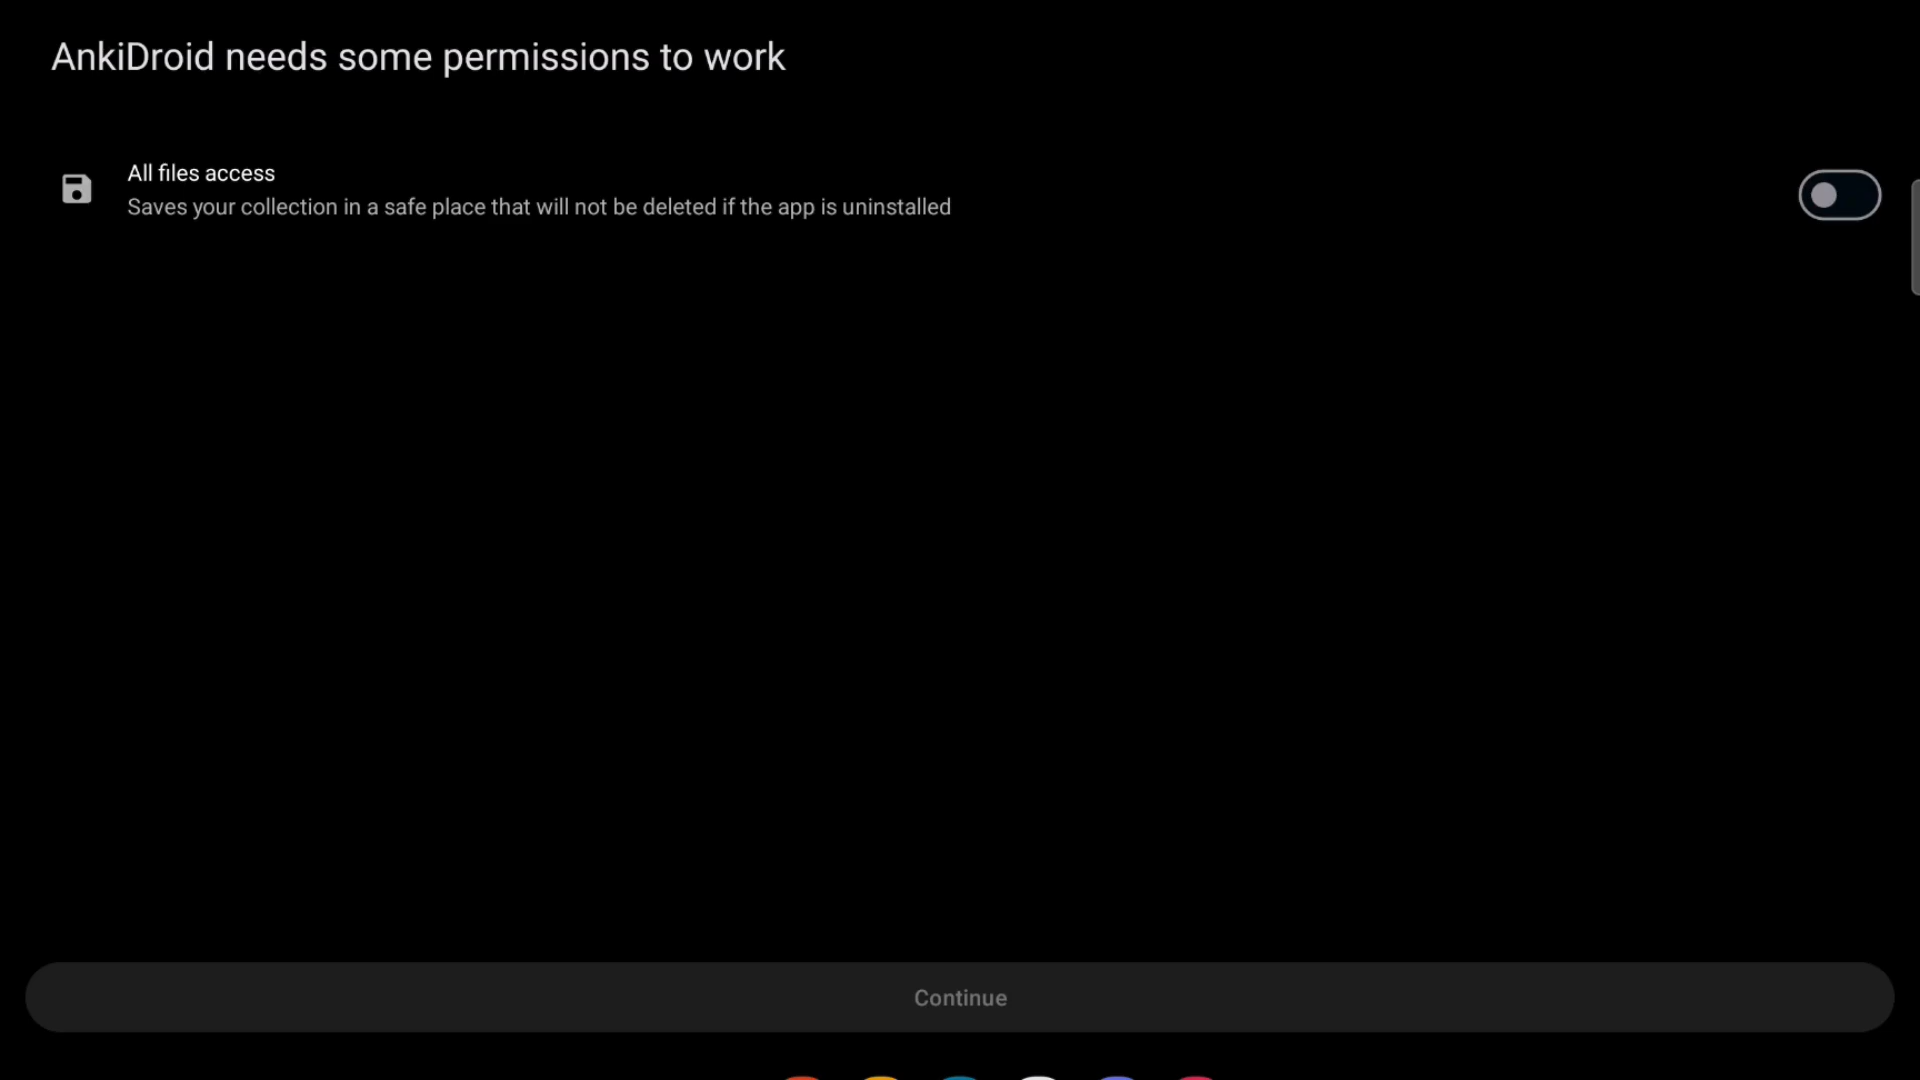 AnkiDroid needs some permissions to work
All files access
Saves your collection in a safe place that will not be deleted if the app is uninstalled
Continue